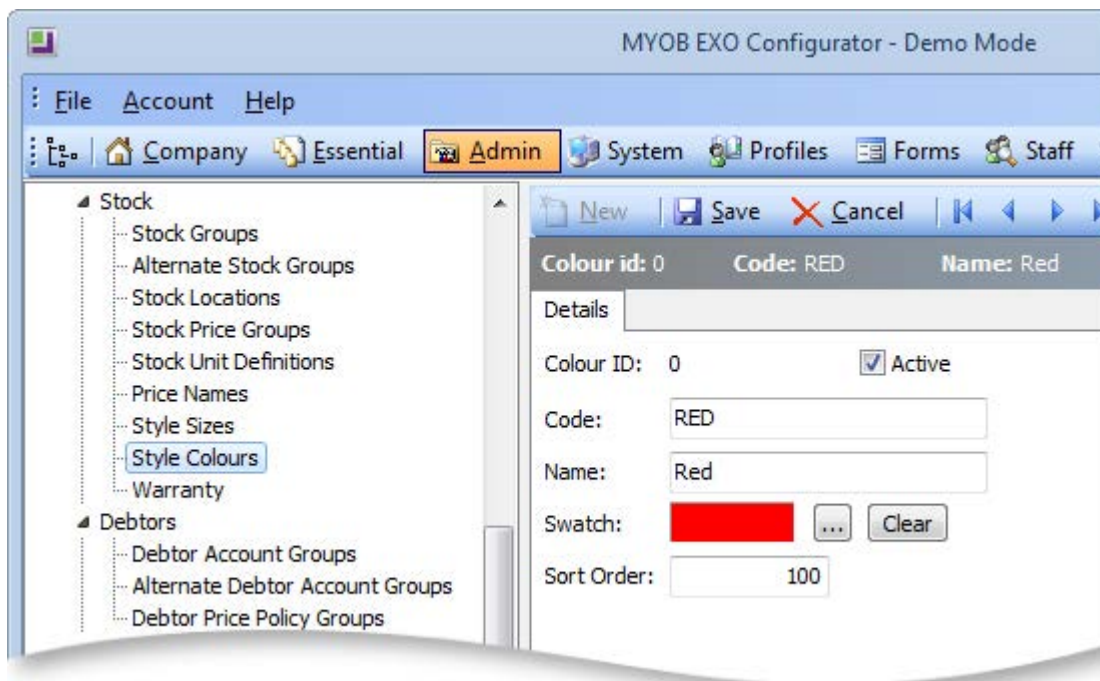 MYOB EXO Configurator - Demo Mode
File Account Help
Company Essential Admin System Profiles Forms Staff
Stock
Stock Groups
Alternate Stock Groups
Stock Locations
Stock Price Groups
Stock Unit Definitions
Price Names
Style Sizes
Style Colours
Warranty
Debtors
Debtor Account Groups
Alternate Debtor Account Groups
Debtor Price Policy Groups
New Save Cancel
Colour id: 0 Code: RED Name: Red
Details
Colour ID: 0 Active
Code: RED
Name: Red
Swatch: ... Clear
Sort Order: 100